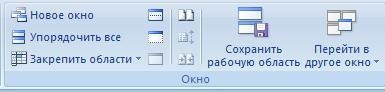 Новое окно
Упорядочить все
Закрепить области
Сохранить
рабочую область
Перейти в
другое окно
Окно